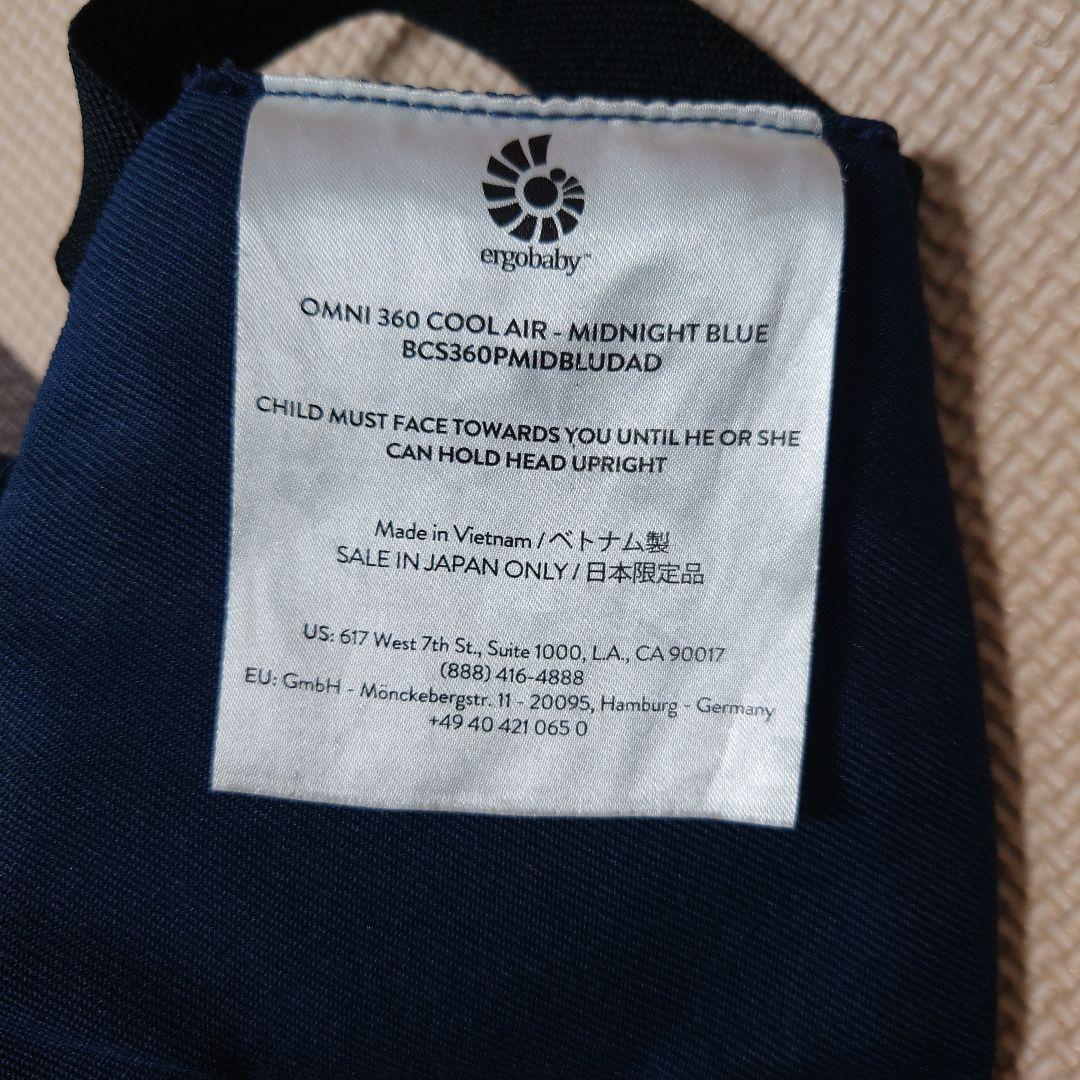 ergobaby™
OMNI 360 COOL AIR - MIDNIGHT BLUE
BCS360PMIDBLUDAD
CHILD MUST FACE TOWARDS YOU UNTIL HE OR SHE
CAN HOLD HEAD UPRIGHT
Made in Vietnam / ベトナム製
SALE IN JAPAN ONLY / 日本限定品
US: 617 West 7th St., Suite 1000, L.A., CA 90017
(888) 416-4888
EU: GmbH - Mönckebergstr. 11 - 20095, Hamburg - Germany
+49 40 421 065 0